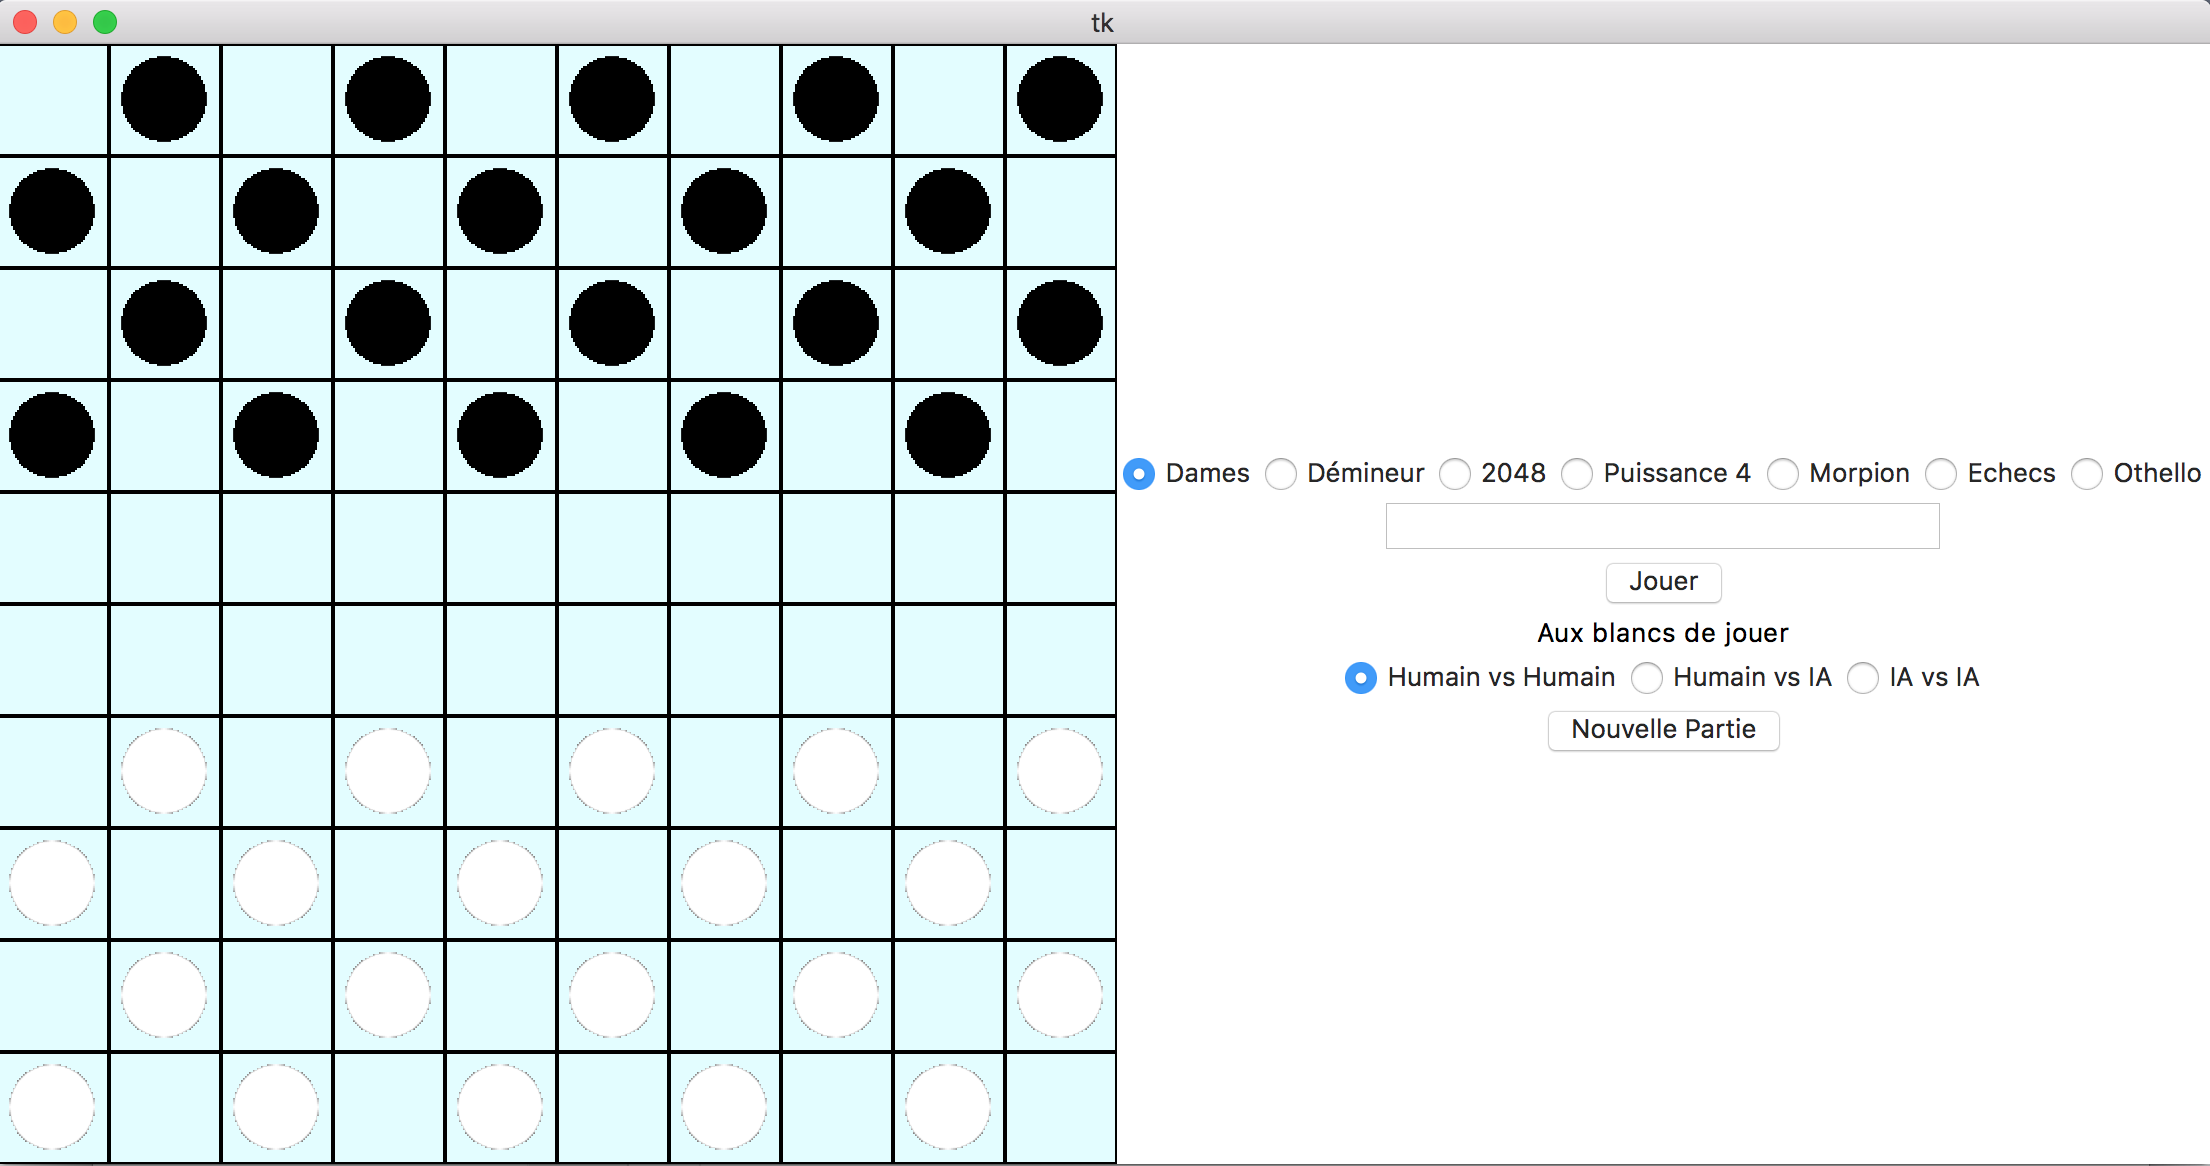 tk
Dames Démineur 2048 Puissance 4 Morpion Echecs Othello
Jouer
Aux blancs de jouer
Humain vs Humain Humain vs IA IA vs IA
Nouvelle Partie